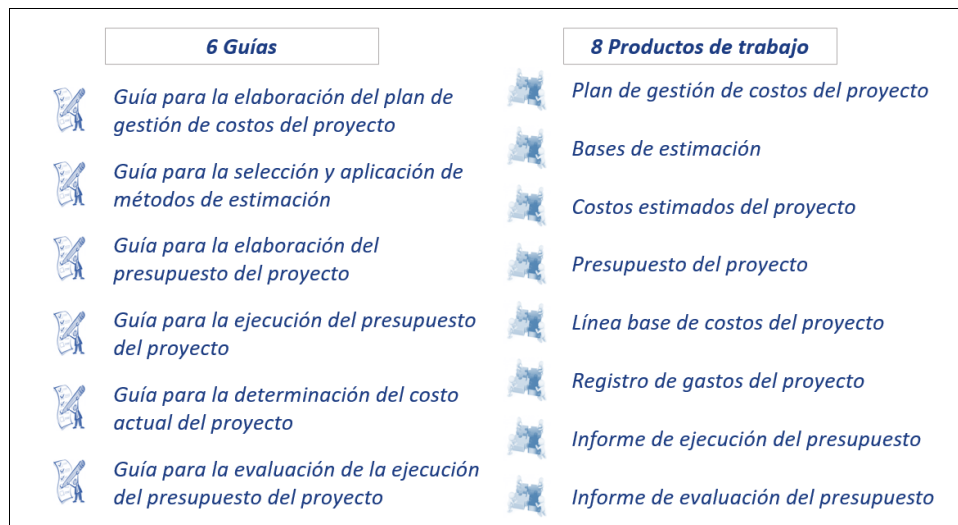 6 Guías
Guía para la elaboración del plan de
gestión de costos del proyecto
Guía para la selección y aplicación de
métodos de estimación
Guía para la elaboración del
presupuesto del proyecto
Guía para la ejecución del presupuesto
del proyecto
Guía para la determinación del costo
actual del proyecto
Guía para la evaluación de la ejecución
del presupuesto del proyecto
8 Productos de trabajo
Plan de gestión de costos del proyecto
Bases de estimación
Costos estimados del proyecto
Presupuesto del proyecto
Línea base de costos del proyecto
Registro de gastos del proyecto
Informe de ejecución del presupuesto
Informe de evaluación del presupuesto